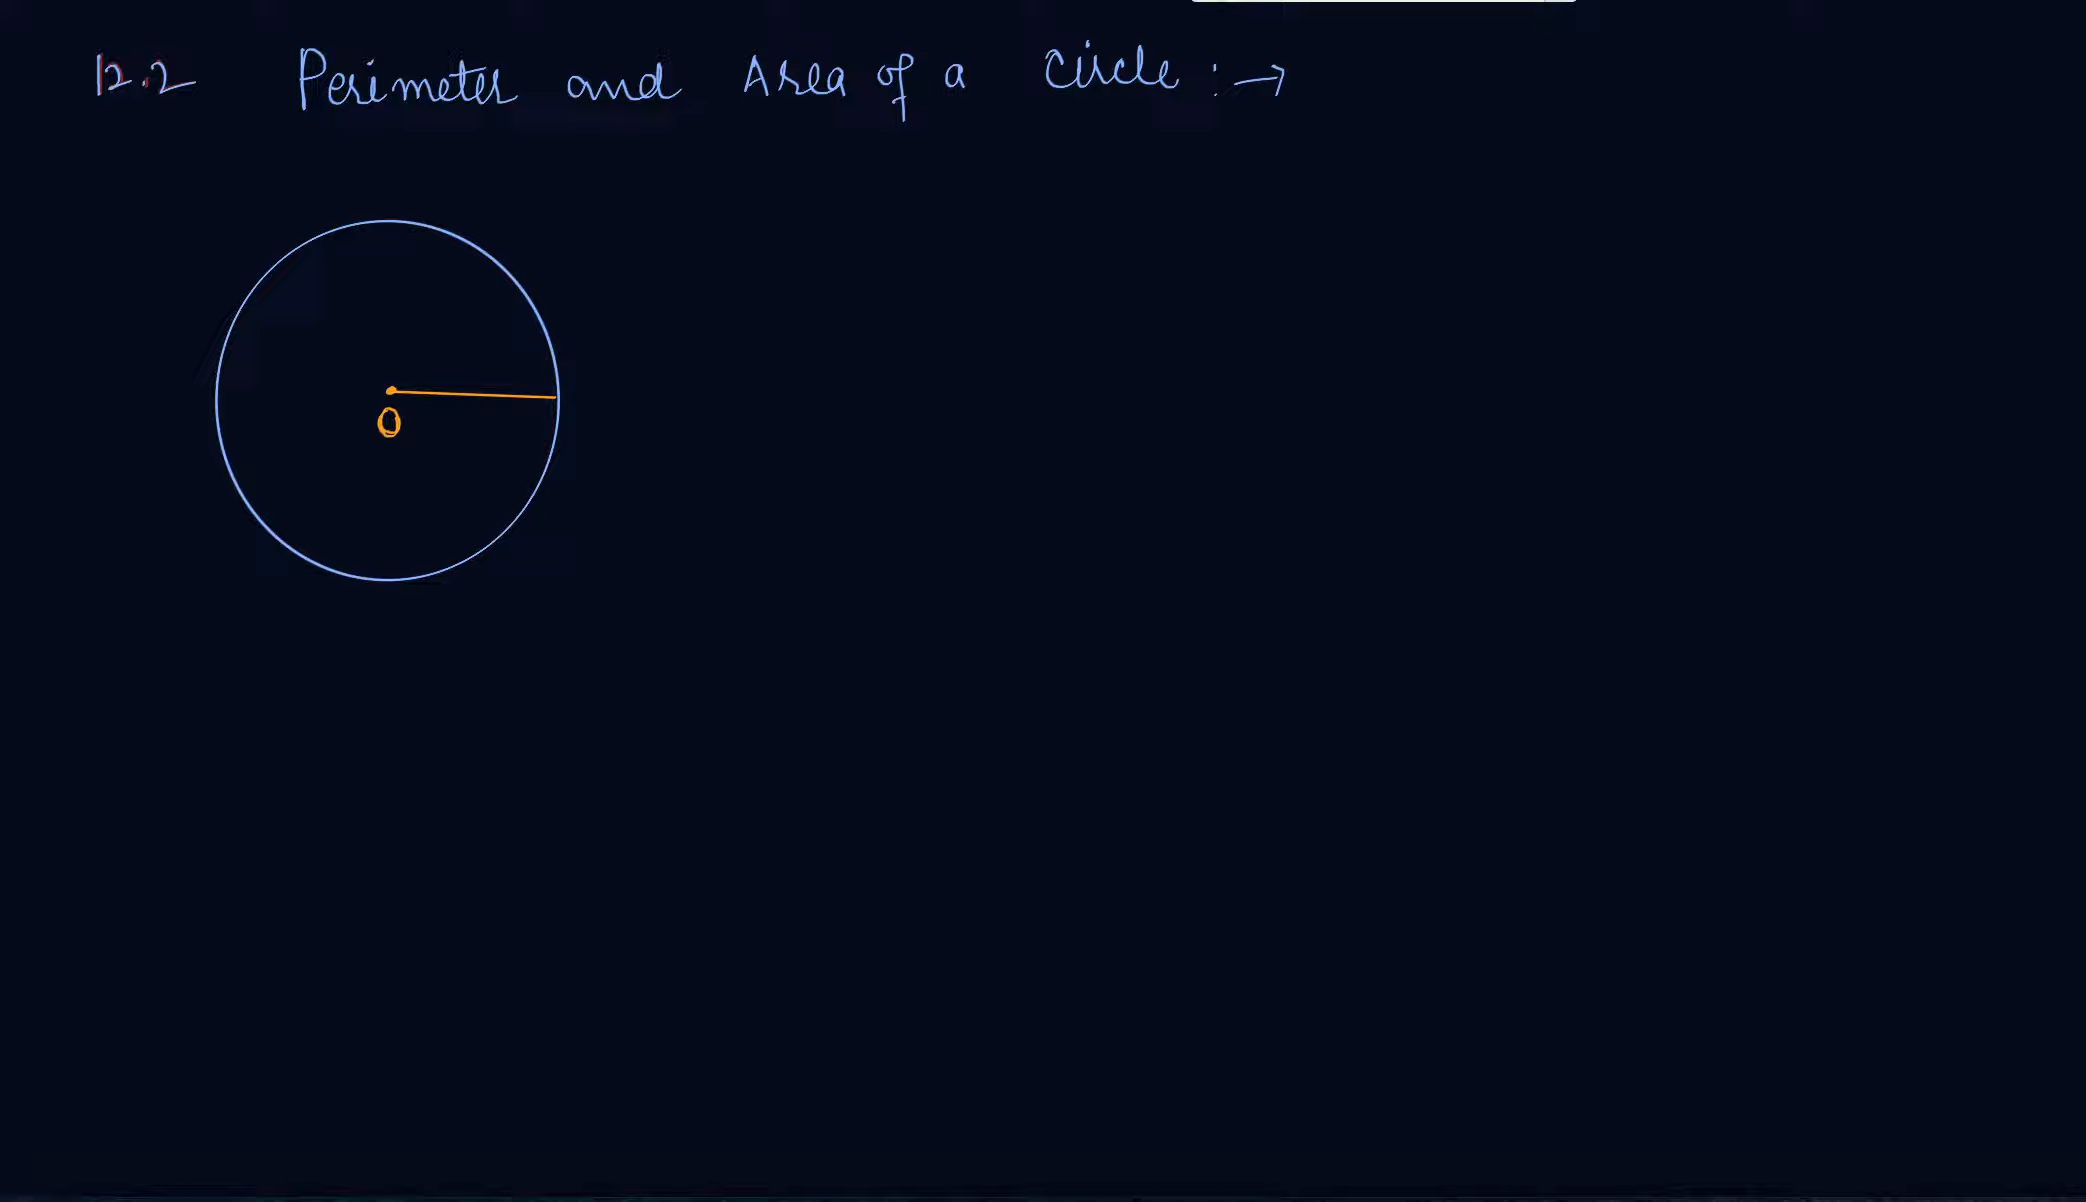 12.2 Perimeter and Area of a Circle :→
O